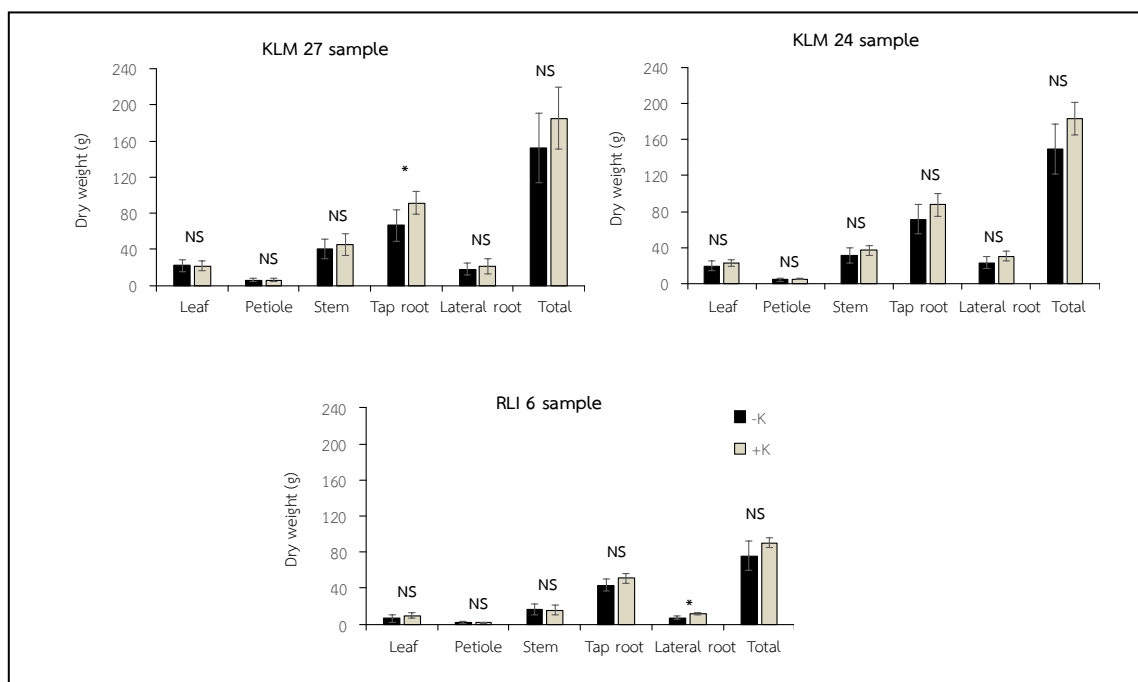 KLM 27 sample
240
200
160
120
80
40
0
Dry weight (g)
NS
NS
NS
*
NS
NS
Leaf Petiole Stem Tap root Lateral root Total
KLM 24 sample
240
200
160
120
80
40
0
Dry weight (g)
NS
NS
NS
NS
NS
NS
Leaf Petiole Stem Tap root Lateral root Total
RLI 6 sample
240
200
160
120
80
40
0
Dry weight (g)
-K
+K
NS
NS
NS
NS
*
NS
Leaf Petiole Stem Tap root Lateral root Total